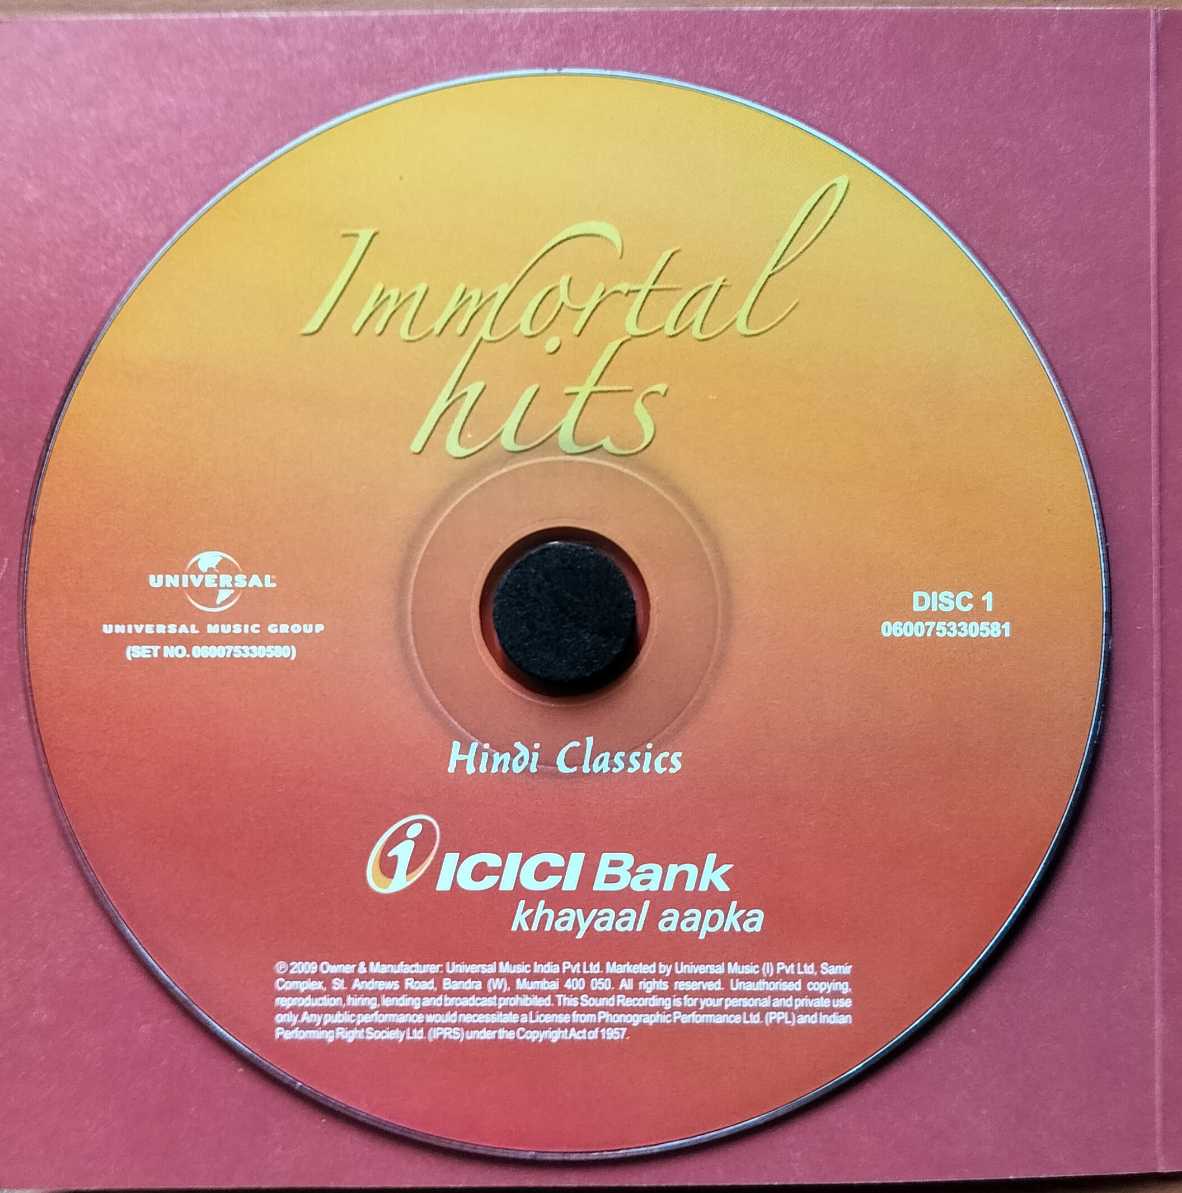 Immortal
hits
UNIVERSAL
UNIVERSAL MUSIC GROUP
(SET NO. 060075330580)
DISC 1
060075330581
Hindi Classics
i ICICI Bank
khayaal aapka
℗ 2009 Owner & Manufacturer: Universal Music India Pvt Ltd. Marketed by Universal Music (I) Pvt Ltd, Samir
Complex, St. Andrews Road, Bandra (W), Mumbai 400 050. All rights reserved. Unauthorised copying,
reproduction, hiring, lending and broadcast prohibited. This Sound Recording is for your personal and private use
only. Any public performance would necessitate a License from Phonographic Performance Ltd. (PPL) and Indian
Performing Right Society Ltd. (IPRS) under the Copyright Act of 1957.